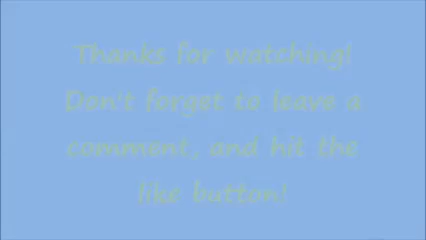 Thanks for watching!
Don't forget to leave a
comment, and hit the
like button!